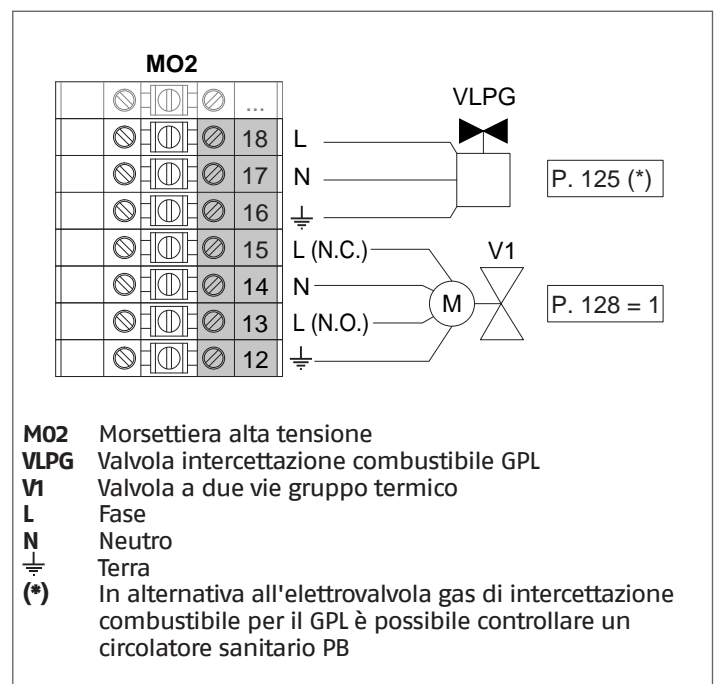 MO2
...
VLPG
18 L
17 N
P. 125 (*)
16
15 L (N.C.)
V1
14 N
M
P. 128 = 1
13 L (N.O.)
12
M02 Morsettiera alta tensione
VLPG Valvola intercettazione combustibile GPL
V1 Valvola a due vie gruppo termico
L Fase
N Neutro
⏚ Terra
(*) In alternativa all'elettrovalvola gas di intercettazione
combustibile per il GPL è possibile controllare un
circolatore sanitario PB